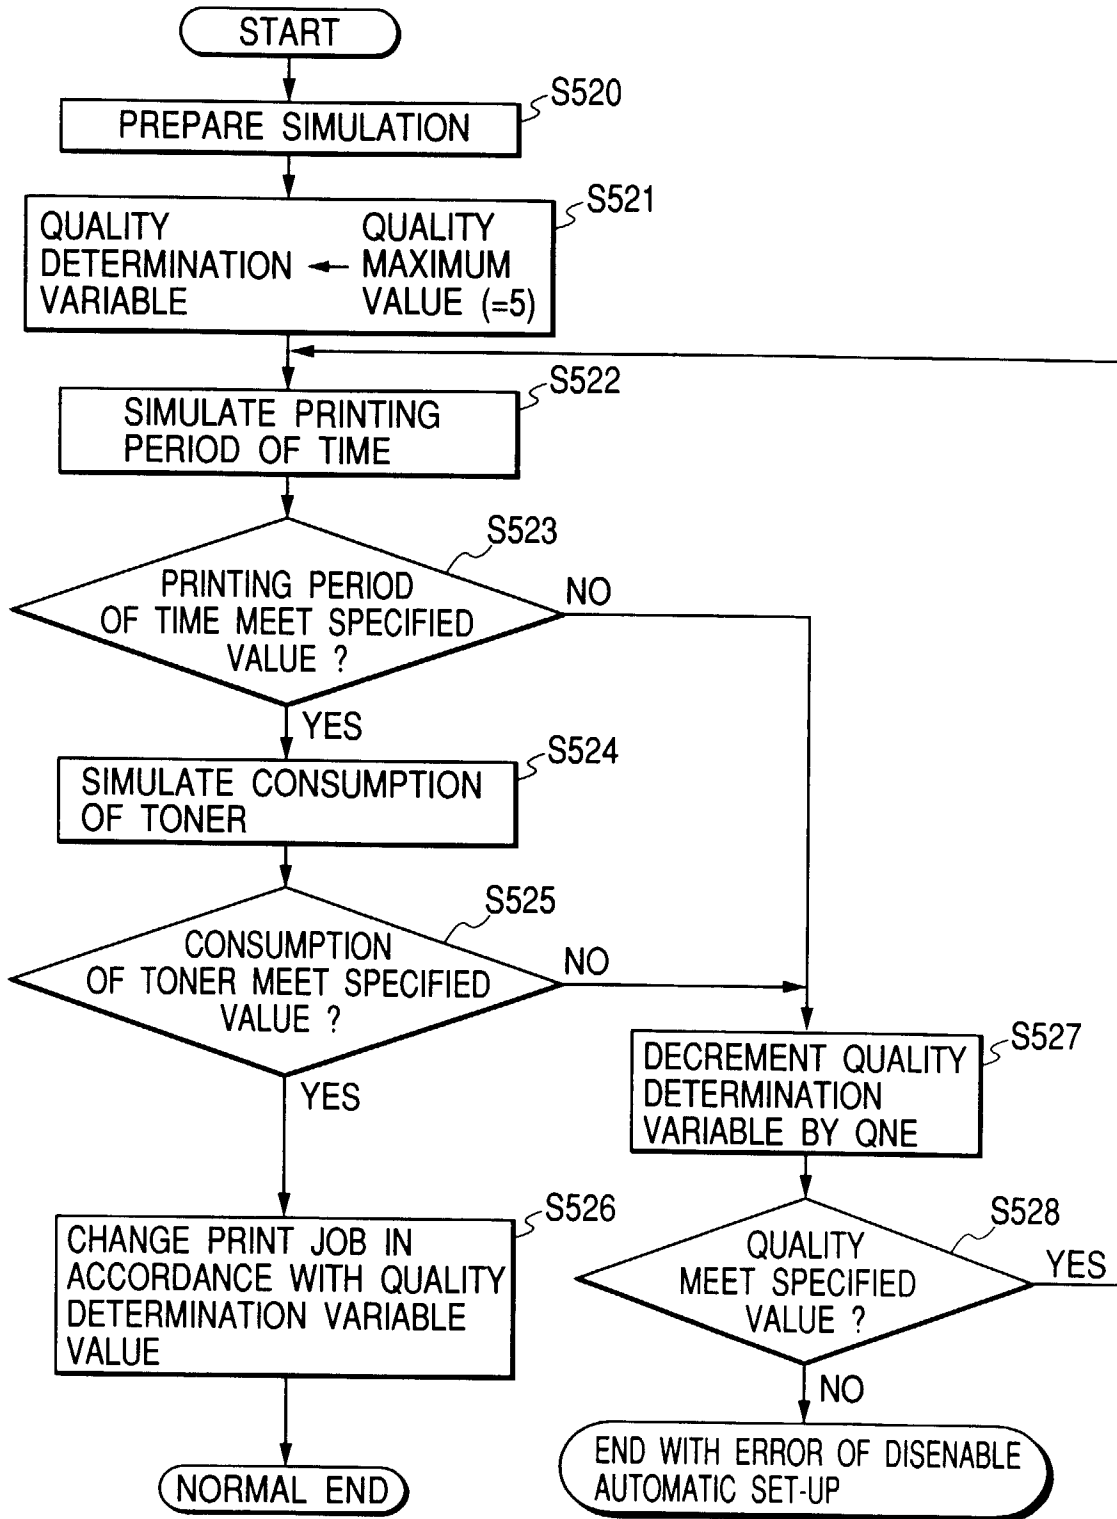 START
S520
PREPARE SIMULATION
S521
QUALITY DETERMINATION VARIABLE
QUALITY MAXIMUM VALUE (=5)
S522
SIMULATE PRINTING
PERIOD OF TIME
S523
PRINTING PERIOD
OF TIME MEET SPECIFIED
VALUE ?
NO
YES
S524
SIMULATE CONSUMPTION
OF TONER
S525
CONSUMPTION
OF TONER MEET SPECIFIED
VALUE ?
NO
YES
S527
DECREMENT QUALITY
DETERMINATION
VARIABLE BY QNE
S526
CHANGE PRINT JOB IN
ACCORDANCE WITH QUALITY
DETERMINATION VARIABLE
VALUE
S528
QUALITY
MEET SPECIFIED
VALUE ?
YES
NO
NORMAL END
END WITH ERROR OF DISENABLE
AUTOMATIC SET-UP